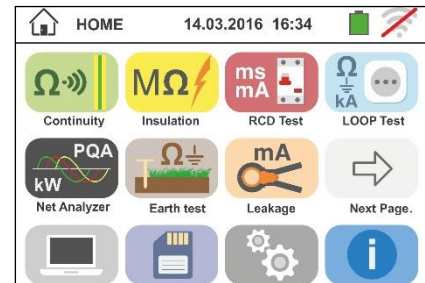 HOME 14.03.2016 16:34
Ω MΩ ms mA Ω kA
Continuity Insulation RCD Test LOOP Test
PQA kW Ω mA
Net Analyzer Earth test Leakage Next Page.
i